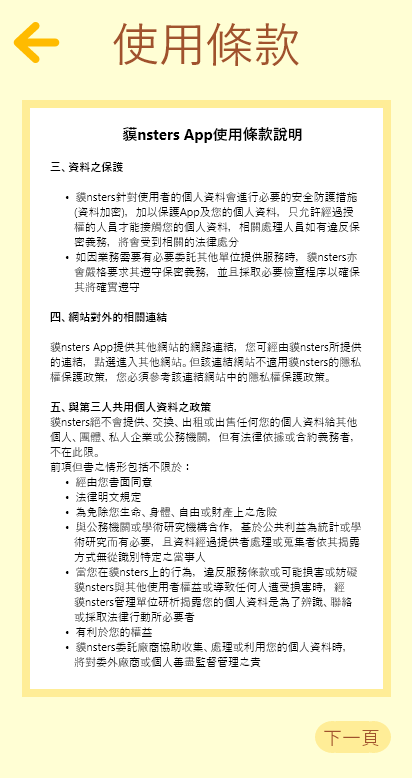 使用條款
貘nsters App使用條款說明
三、資料之保護
• 貘nsters針對使用者的個人資料會進行必要的安全防護措施
(資料加密)，加以保護App及您的個人資料，只允許經過授
權的人員才能接觸您的個人資料，相關處理人員如有違反保
密義務，將會受到相關的法律處分
• 如因業務需要有必要委託其他單位提供服務時，貘nsters亦
會嚴格要求其遵守保密義務，並且採取必要檢查程序以確保
其將確實遵守
四、網站對外的相關連結
貘nsters App提供其他網站的網路連結，您可經由貘nsters所提供
的連結，點選進入其他網站。但該連結網站不適用貘nsters的隱私
權保護政策，您必須參考該連結網站中的隱私權保護政策。
五、與第三人共用個人資料之政策
貘nsters絕不會提供、交換、出租或出售任何您的個人資料給其他
個人、團體、私人企業或公務機關，但有法律依據或合約義務者，
不在此限。
前項但書之情形包括不限於：
• 經由您書面同意
• 法律明文規定
• 為免除您生命、身體、自由或財產上之危險
• 與公務機關或學術研究機構合作，基於公共利益為統計或學
術研究而有必要，且資料經過提供者處理或蒐集者依其揭露
方式無從識別特定之當事人
• 當您在貘nsters上的行為，違反服務條款或可能損害或妨礙
貘nsters與其他使用者權益或導致任何人遭受損害時，經
貘nsters管理單位研析揭露您的個人資料是為了辨識、聯絡
或採取法律行動所必要者
• 有利於您的權益
• 貘nsters委託廠商協助收集、處理或利用您的個人資料時，
將對委外廠商或個人善盡監督管理之責
下一頁